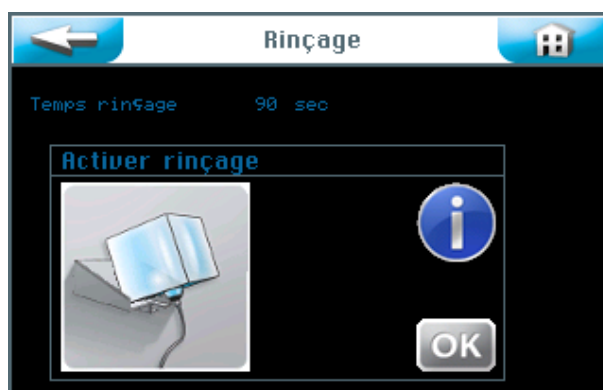 Rinçage
Temps rinçage 90 sec
Activer rinçage
i
OK